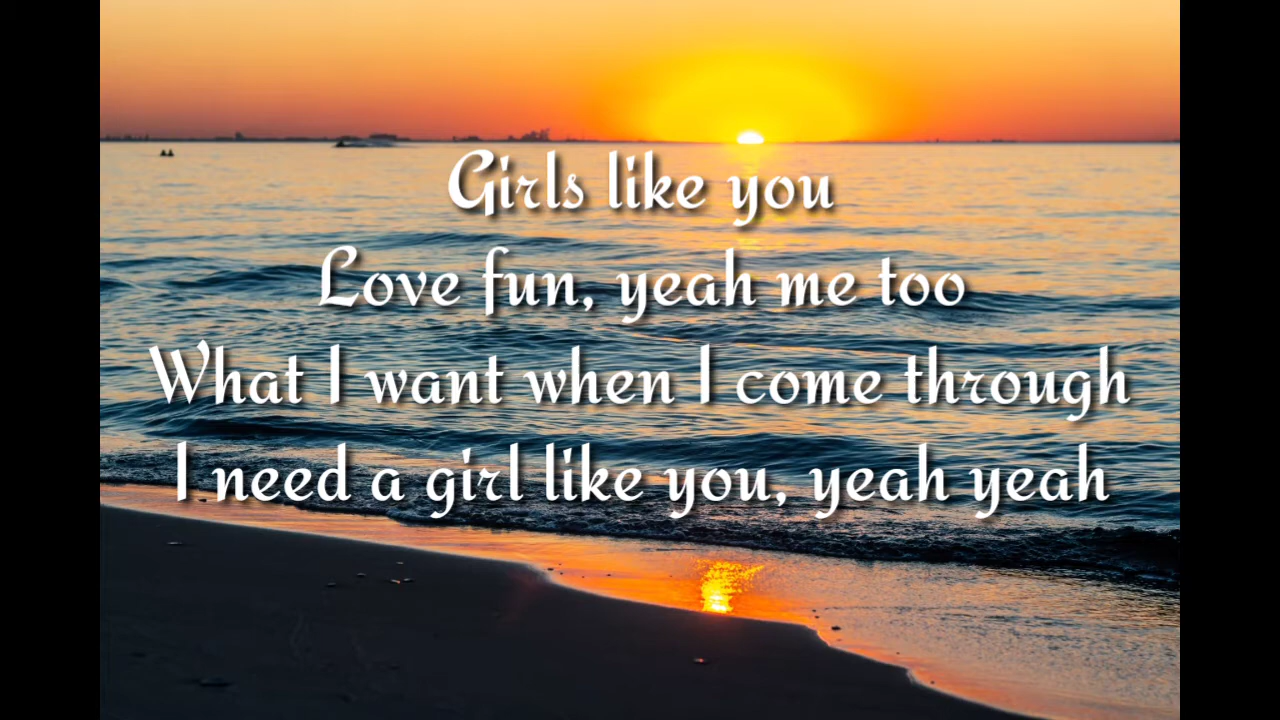 Girls like you
Love fun, yeah me too
What I want when I come through
I need a girl like you, yeah yeah